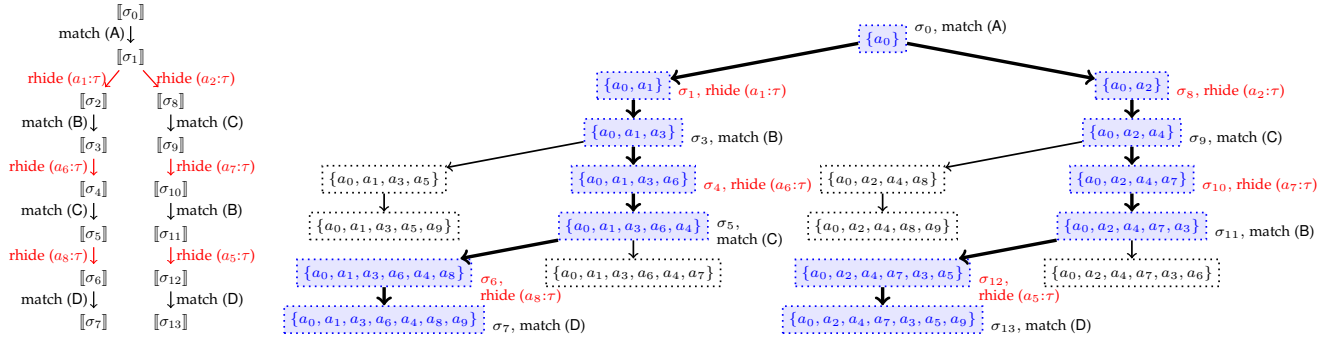 ⟦σ₀⟧
match (A)
⟦σ₁⟧
rhide (a₁:τ) rhide (a₂:τ)
⟦σ₂⟧ ⟦σ₈⟧
match (B) match (C)
⟦σ₃⟧ ⟦σ₉⟧
rhide (a₆:τ) rhide (a₇:τ)
⟦σ₄⟧ ⟦σ₁₀⟧
match (C) match (B)
⟦σ₅⟧ ⟦σ₁₁⟧
rhide (a₈:τ) rhide (a₅:τ)
⟦σ₆⟧ ⟦σ₁₂⟧
match (D) match (D)
⟦σ₇⟧ ⟦σ₁₃⟧
σ₀, match (A)
{a₀}
{a₀, a₁} σ₁, rhide (a₁:τ)
{a₀, a₂} σ₈, rhide (a₂:τ)
{a₀, a₁, a₃} σ₃, match (B)
{a₀, a₂, a₄} σ₉, match (C)
{a₀, a₁, a₃, a₅}
{a₀, a₁, a₃, a₆} σ₄, rhide (a₆:τ)
{a₀, a₂, a₄, a₈}
{a₀, a₂, a₄, a₇} σ₁₀, rhide (a₇:τ)
{a₀, a₁, a₃, a₅, a₉}
{a₀, a₁, a₃, a₆, a₄} σ₅,
match (C)
{a₀, a₂, a₄, a₈, a₉}
{a₀, a₂, a₄, a₇, a₃} σ₁₁, match (B)
{a₀, a₁, a₃, a₆, a₄, a₈} σ₆,
rhide (a₈:τ)
{a₀, a₁, a₃, a₆, a₄, a₇}
{a₀, a₂, a₄, a₇, a₃, a₅} σ₁₂,
rhide (a₅:τ)
{a₀, a₂, a₄, a₇, a₃, a₆}
{a₀, a₁, a₃, a₆, a₄, a₈, a₉} σ₇, match (D)
{a₀, a₂, a₄, a₇, a₃, a₅, a₉} σ₁₃, match (D)